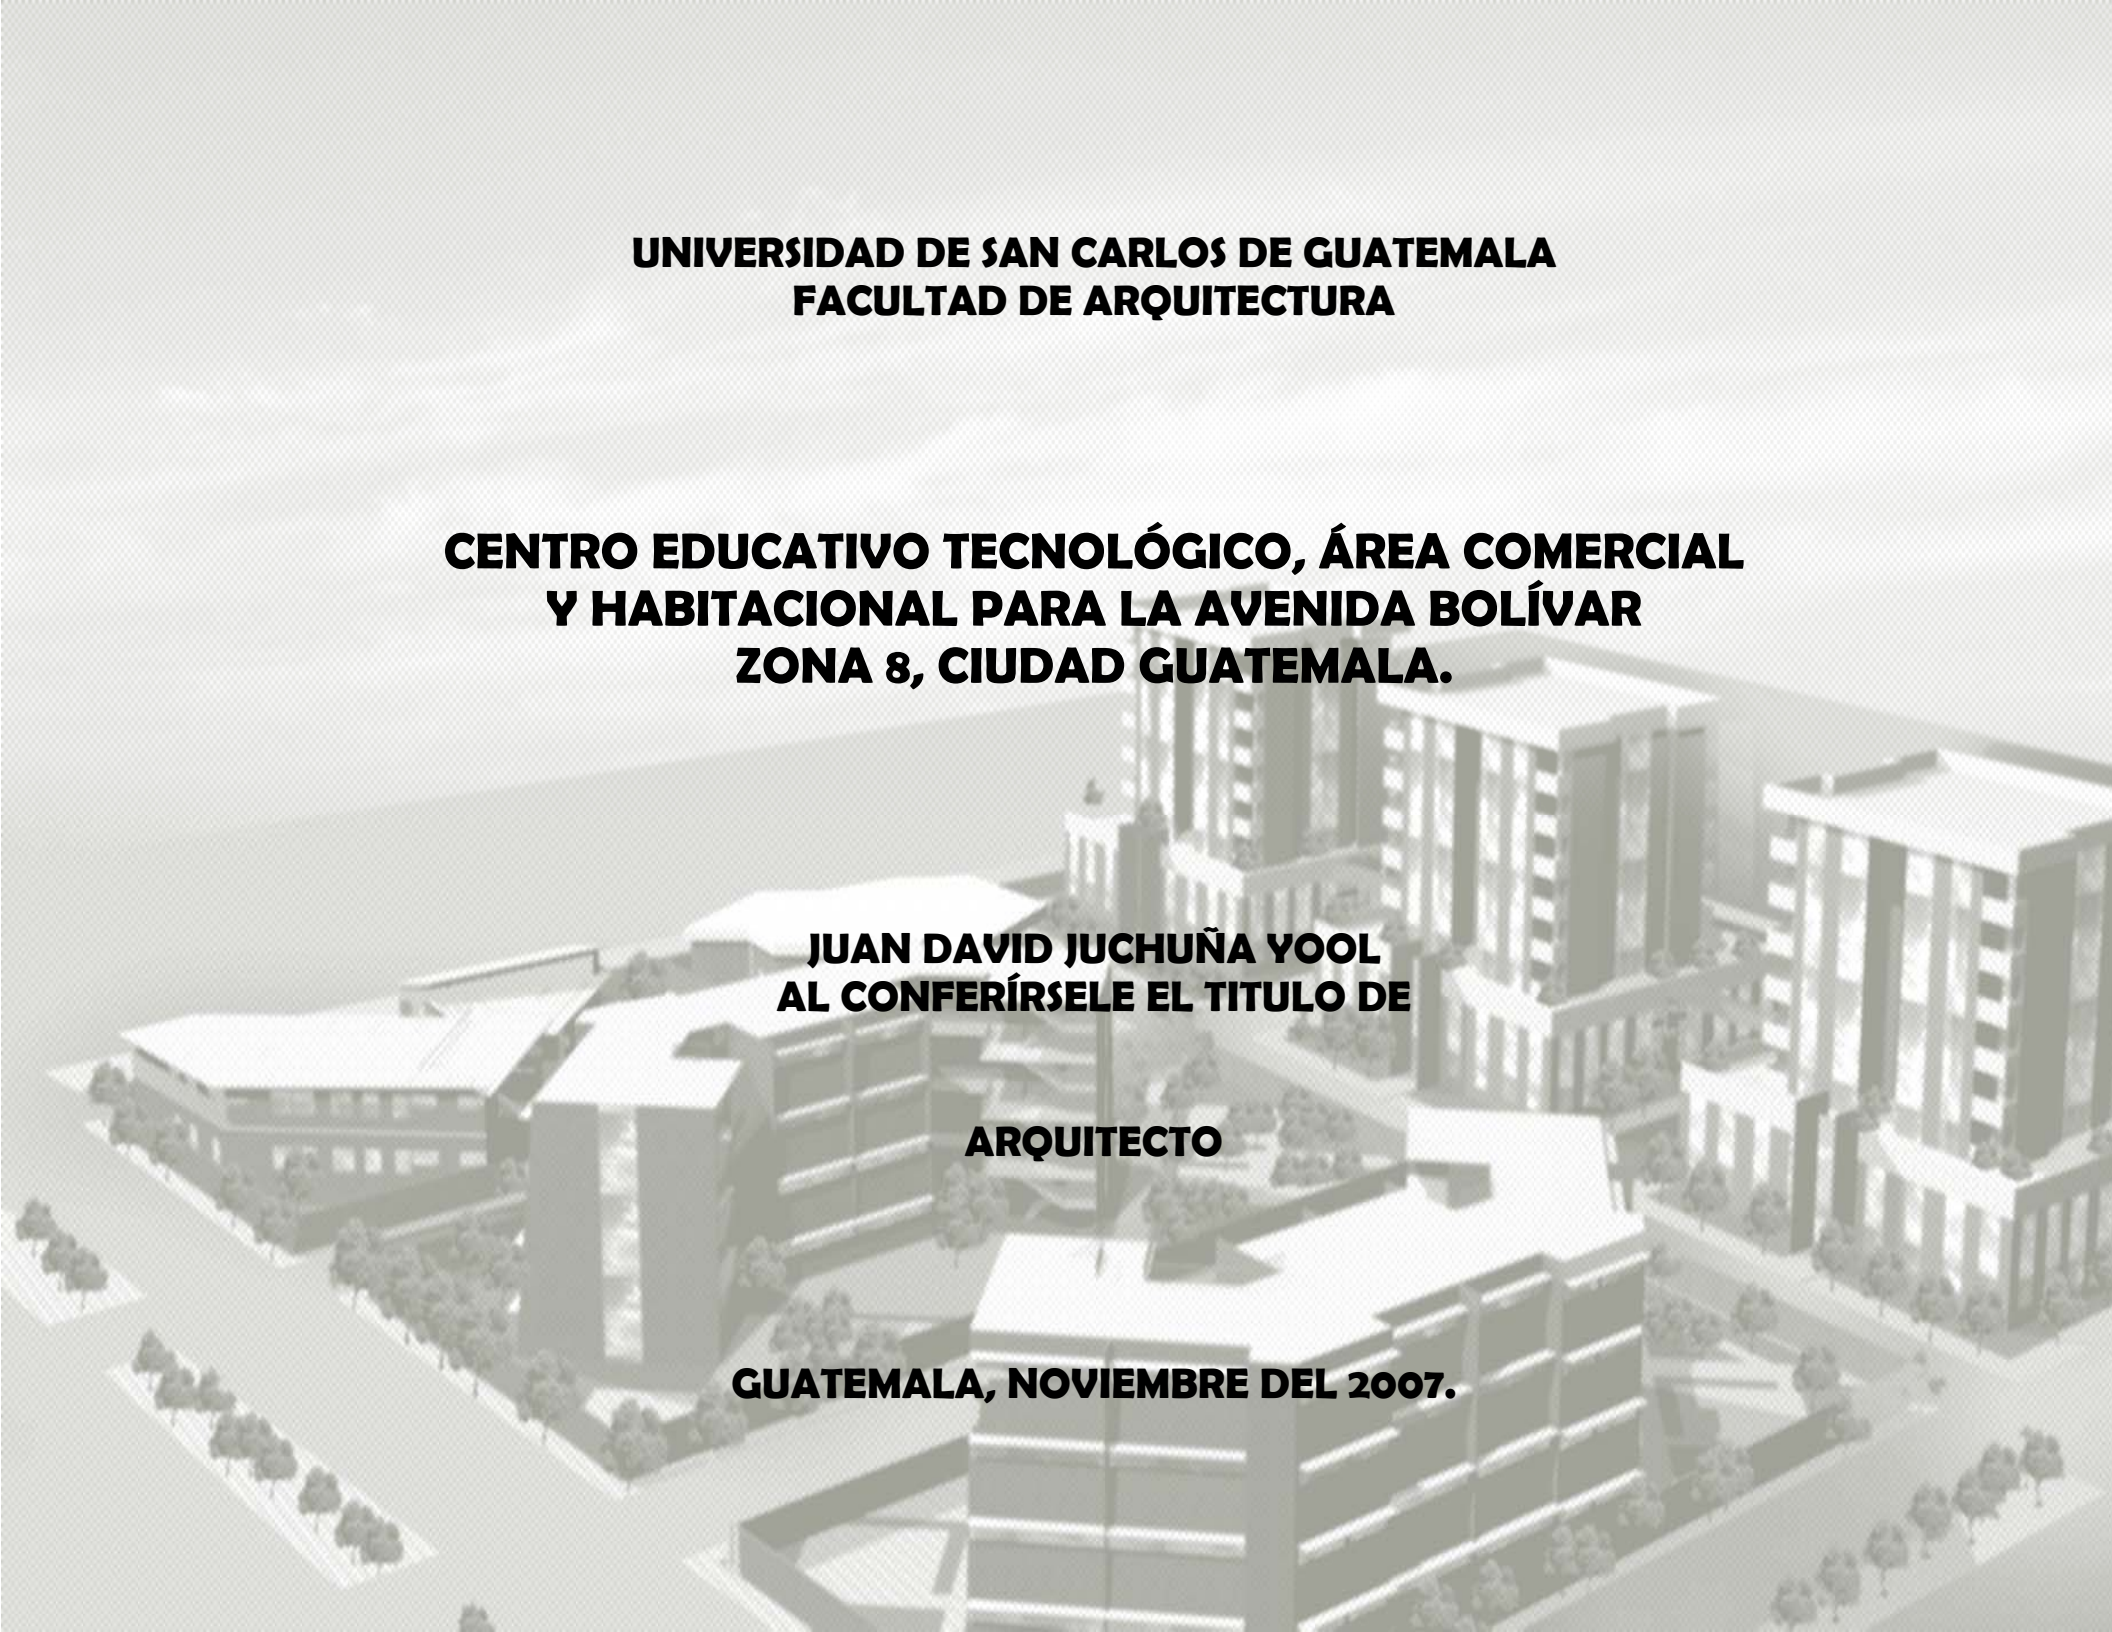 UNIVERSIDAD DE SAN CARLOS DE GUATEMALA
FACULTAD DE ARQUITECTURA
CENTRO EDUCATIVO TECNOLÓGICO, ÁREA COMERCIAL
Y HABITACIONAL PARA LA AVENIDA BOLÍVAR
ZONA 8, CIUDAD GUATEMALA.
JUAN DAVID JUCHUÑA YOOL
AL CONFERÍRSELE EL TITULO DE
ARQUITECTO
GUATEMALA, NOVIEMBRE DEL 2007.